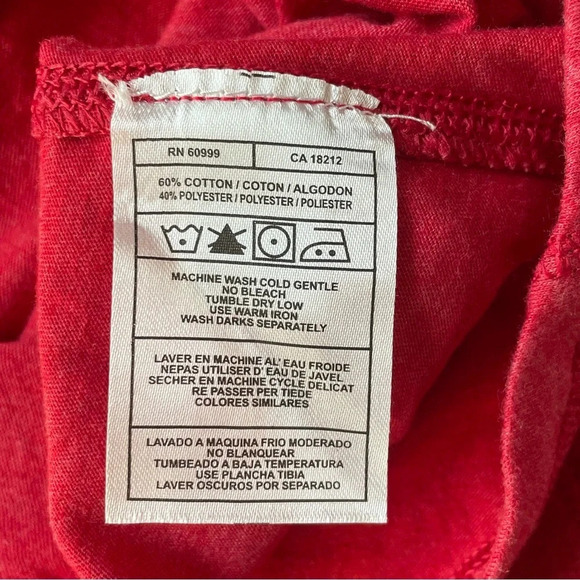 RN 60999 CA 18212
60% COTTON / COTON / ALGODON
40% POLYESTER / POLYESTER / POLIESTER
MACHINE WASH COLD GENTLE
NO BLEACH
TUMBLE DRY LOW
USE WARM IRON
WASH DARKS SEPARATELY
LAVER EN MACHINE AL' EAU FROIDE
NEPAS UTILISER D' EAU DE JAVEL
SECHER EN MACHINE CYCLE DELICAT
RE PASSER PER TIEDE
COLORES SIMILARES
LAVADO A MAQUINA FRIO MODERADO
NO BLANQUEAR
TUMBEADO A BAJA TEMPERATURA
USE PLANCHA TIBIA
LAVER OSCUROS POR SEPARADO